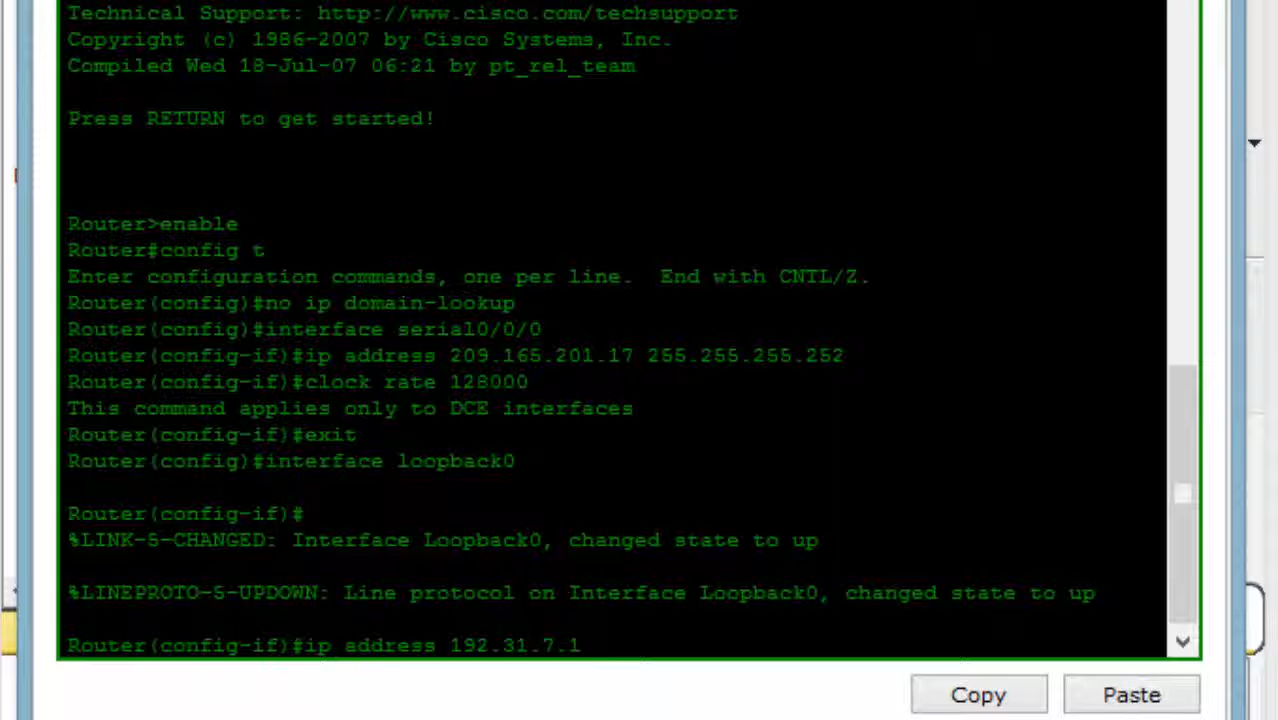 Technical Support: http://www.cisco.com/techsupport
Copyright (c) 1986-2007 by Cisco Systems, Inc.
Compiled Wed 18-Jul-07 06:21 by pt_rel_team
Press RETURN to get started!
Router>enable
Router#config t
Enter configuration commands, one per line.  End with CNTL/Z.
Router(config)#no ip domain-lookup
Router(config)#interface serial0/0/0
Router(config-if)#ip address 209.165.201.17 255.255.255.252
Router(config-if)#clock rate 128000
This command applies only to DCE interfaces
Router(config-if)#exit
Router(config)#interface loopback0
Router(config-if)#
%LINK-5-CHANGED: Interface Loopback0, changed state to up
%LINEPROTO-5-UPDOWN: Line protocol on Interface Loopback0, changed state to up
Router(config-if)#ip address 192.31.7.1
Copy Paste